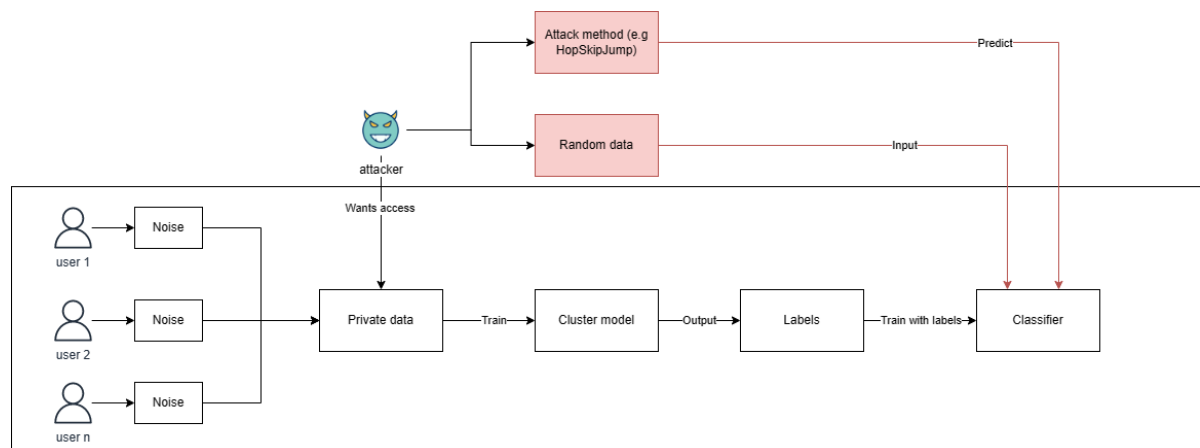 Attack method (e.g
HopSkipJump)
Predict
Random data
Input
attacker
Wants access
user 1
Noise
user 2
Noise
user n
Noise
Private data
Train
Cluster model
Output
Labels
Train with labels
Classifier